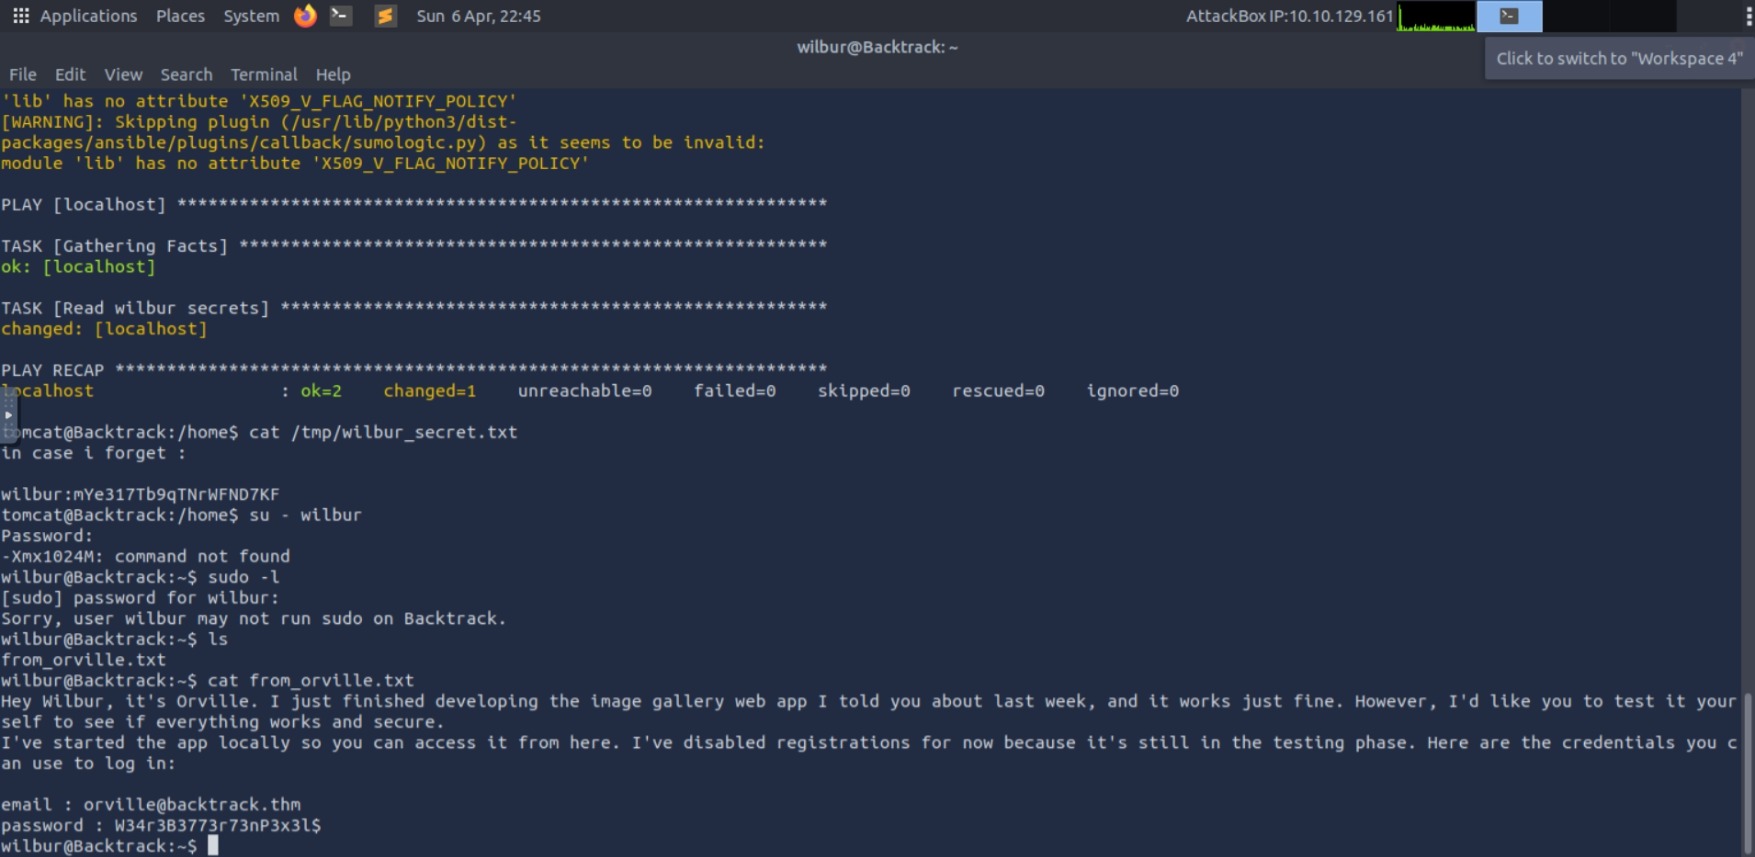 Applications Places System Sun 6 Apr, 22:45 AttackBox IP:10.10.129.161
wilbur@Backtrack: ~
Click to switch to "Workspace 4"
File Edit View Search Terminal Help
'lib' has no attribute 'X509_V_FLAG_NOTIFY_POLICY'
[WARNING]: Skipping plugin (/usr/lib/python3/dist-
packages/ansible/plugins/callback/sumologic.py) as it seems to be invalid:
module 'lib' has no attribute 'X509_V_FLAG_NOTIFY_POLICY'
PLAY [localhost] ***************************************************************
TASK [Gathering Facts] *********************************************************
ok: [localhost]
TASK [Read wilbur secrets] *****************************************************
changed: [localhost]
PLAY RECAP *********************************************************************
localhost : ok=2 changed=1 unreachable=0 failed=0 skipped=0 rescued=0 ignored=0
tomcat@Backtrack:/home$ cat /tmp/wilbur_secret.txt
in case i forget :
wilbur:mYe317Tb9qTNrWFND7KF
tomcat@Backtrack:/home$ su - wilbur
Password:
-Xmx1024M: command not found
wilbur@Backtrack:~$ sudo -l
[sudo] password for wilbur:
Sorry, user wilbur may not run sudo on Backtrack.
wilbur@Backtrack:~$ ls
from_orville.txt
wilbur@Backtrack:~$ cat from_orville.txt
Hey Wilbur, it's Orville. I just finished developing the image gallery web app I told you about last week, and it works just fine. However, I'd like you to test it your
self to see if everything works and secure.
I've started the app locally so you can access it from here. I've disabled registrations for now because it's still in the testing phase. Here are the credentials you c
an use to log in:
email : orville@backtrack.thm
password : W34r3B3773r73nP3x3l$
wilbur@Backtrack:~$